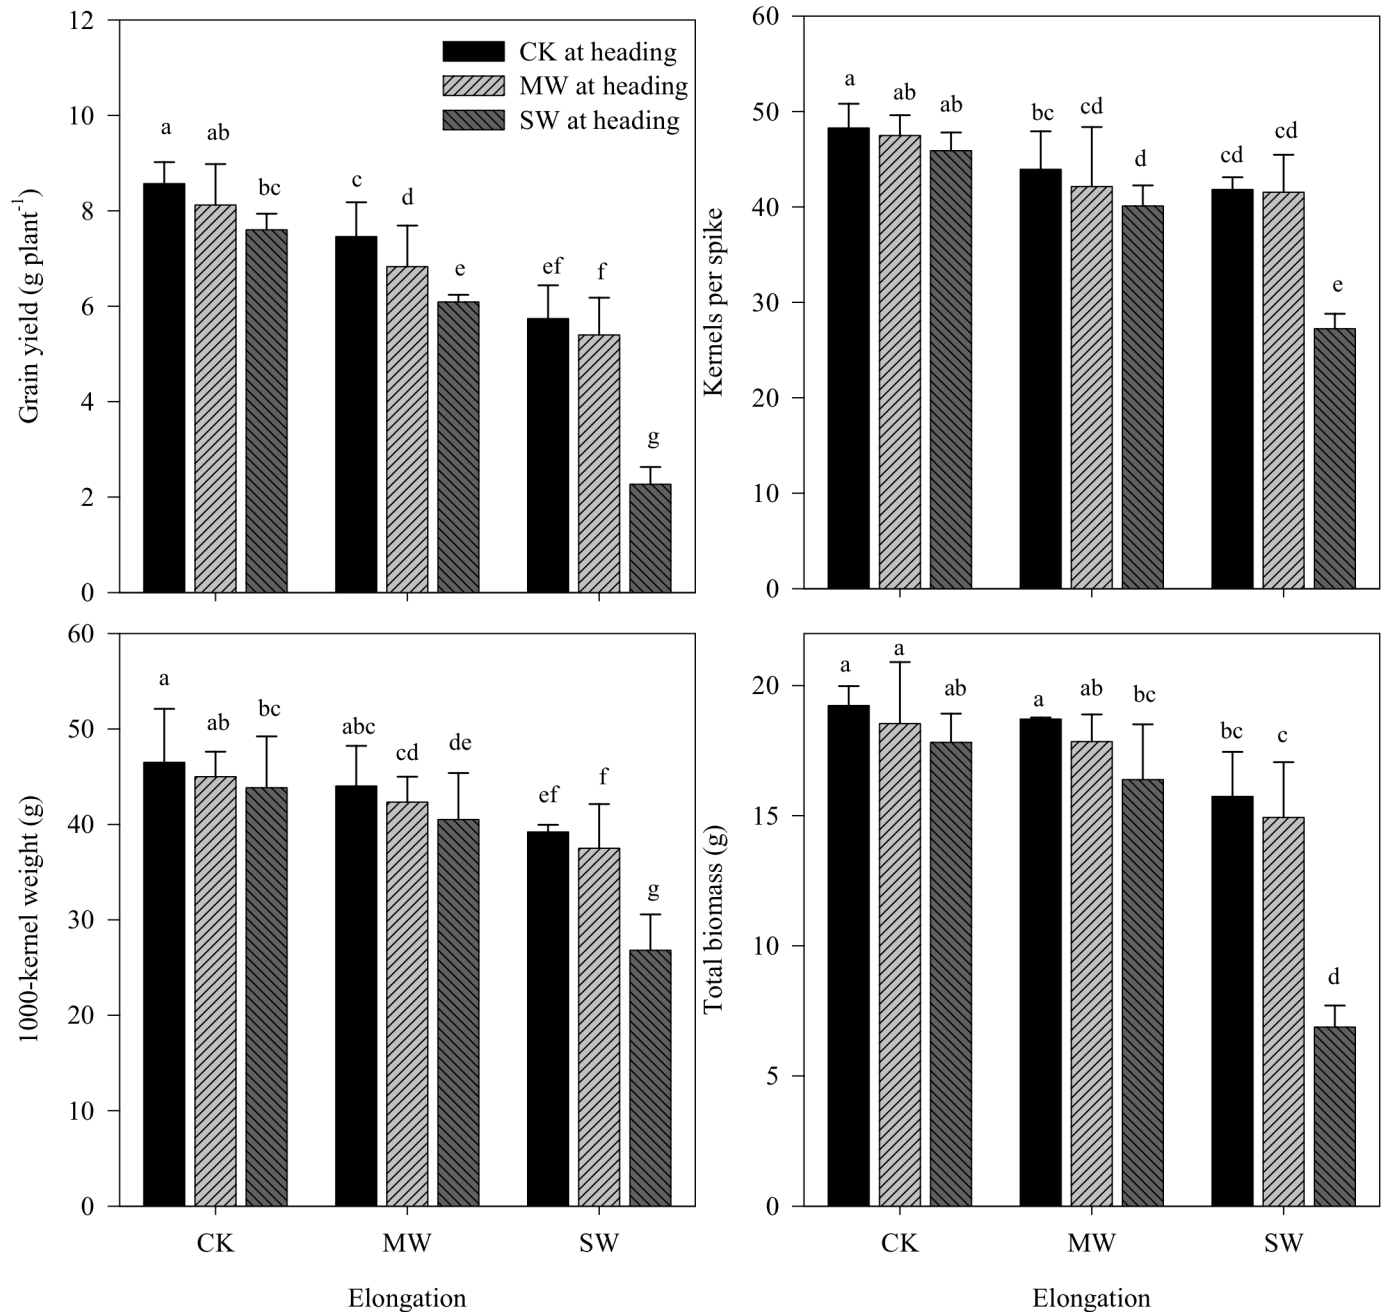 12
10
8
6
4
2
0
Grain yield (g plant-1)
CK at heading
MW at heading
SW at heading
a
ab
bc
c
d
e
ef
f
g
60
50
40
30
20
10
0
Kernels per spike
a
ab
ab
bc
cd
d
cd
cd
e
60
50
40
30
20
10
0
1000-kernel weight (g)
a
ab
bc
abc
cd
de
ef
f
g
CK
MW
SW
Elongation
20
15
10
5
0
Total biomass (g)
a
a
ab
a
ab
bc
bc
c
d
CK
MW
SW
Elongation